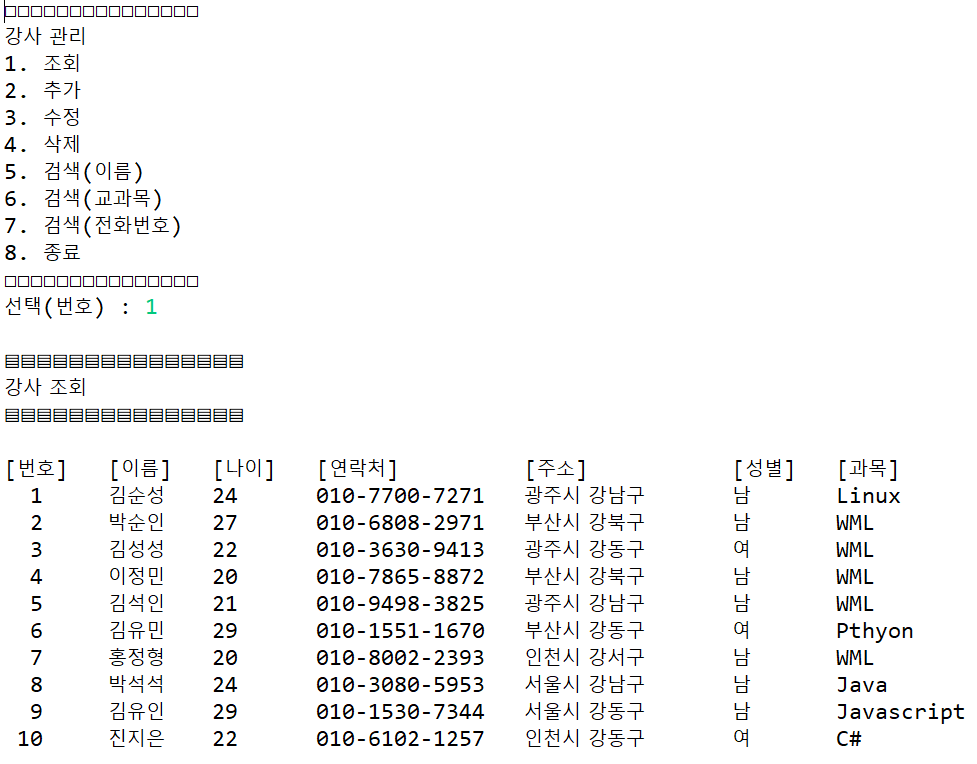 □□□□□□□□□□□□□□□
강사 관리
1. 조회
2. 추가
3. 수정
4. 삭제
5. 검색(이름)
6. 검색(교과목)
7. 검색(전화번호)
8. 종료
□□□□□□□□□□□□□□□
선택(번호) : 1
▤▤▤▤▤▤▤▤▤▤▤▤▤▤▤
강사 조회
▤▤▤▤▤▤▤▤▤▤▤▤▤▤▤
[번호] [이름] [나이] [연락처] [주소] [성별] [과목]
1 김순성 24 010-7700-7271 광주시 강남구 남 Linux
2 박순인 27 010-6808-2971 부산시 강북구 남 WML
3 김성성 22 010-3630-9413 광주시 강동구 여 WML
4 이정민 20 010-7865-8872 부산시 강북구 남 WML
5 김석인 21 010-9498-3825 광주시 강남구 남 WML
6 김유민 29 010-1551-1670 부산시 강동구 여 Pthyon
7 홍정형 20 010-8002-2393 인천시 강서구 남 WML
8 박석석 24 010-3080-5953 서울시 강남구 남 Java
9 김유인 29 010-1530-7344 서울시 강동구 남 Javascript
10 진지은 22 010-6102-1257 인천시 강동구 여 C#